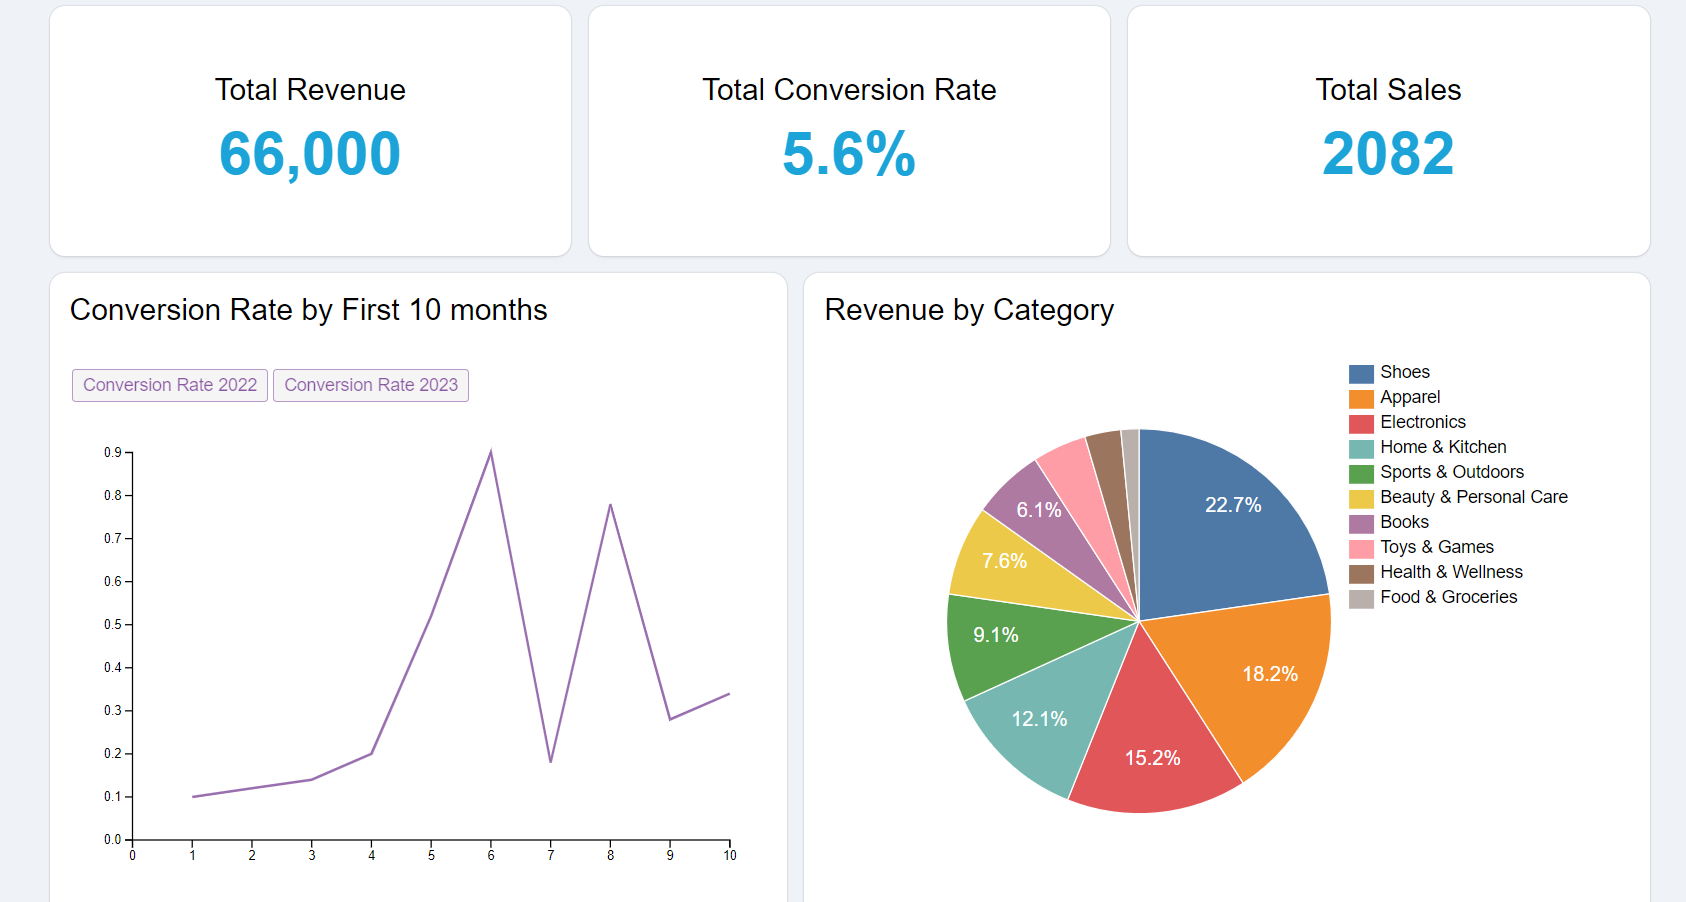 Total Revenue
66,000
Total Conversion Rate
5.6%
Total Sales
2082
Conversion Rate by First 10 months
Conversion Rate 2022
Conversion Rate 2023
0.9
0.8
0.7
0.6
0.5
0.4
0.3
0.2
0.1
0.0
0 1 2 3 4 5 6 7 8 9 10
Revenue by Category
Shoes
Apparel
Electronics
Home & Kitchen
Sports & Outdoors
Beauty & Personal Care
Books
Toys & Games
Health & Wellness
Food & Groceries
22.7%
18.2%
15.2%
12.1%
9.1%
7.6%
6.1%